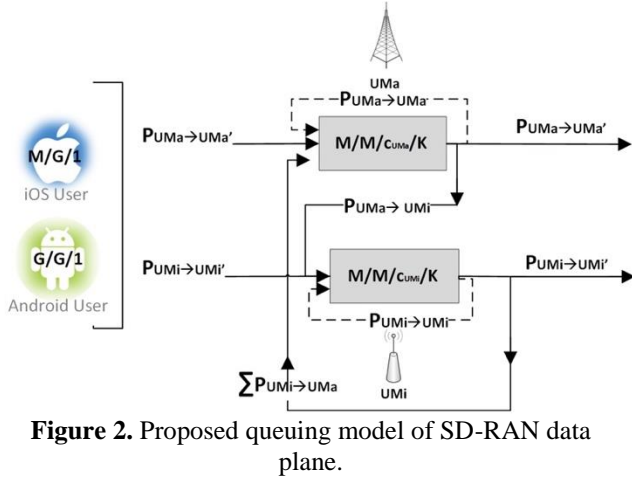 UMa
PUMa→UMa
PUMa→UMa'
M/M/cUMa/K
PUMa→UMa'
M/G/1
iOS User
PUMa→ UMi
G/G/1
Android User
PUMi→UMi'
M/M/cUMi/K
PUMi→UMi'
PUMi→UMi
∑PUMi→UMa
UMi
Figure 2. Proposed queuing model of SD-RAN data
plane.